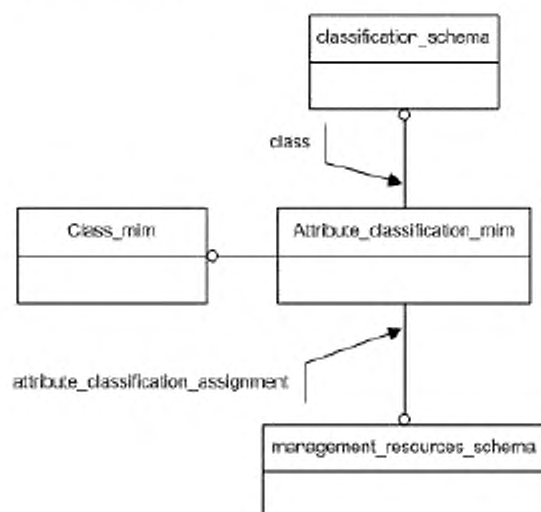 classification_schema
class
Class_mim
Attribute_classification_mim
attribute_classification_assignment
management_resources_schema